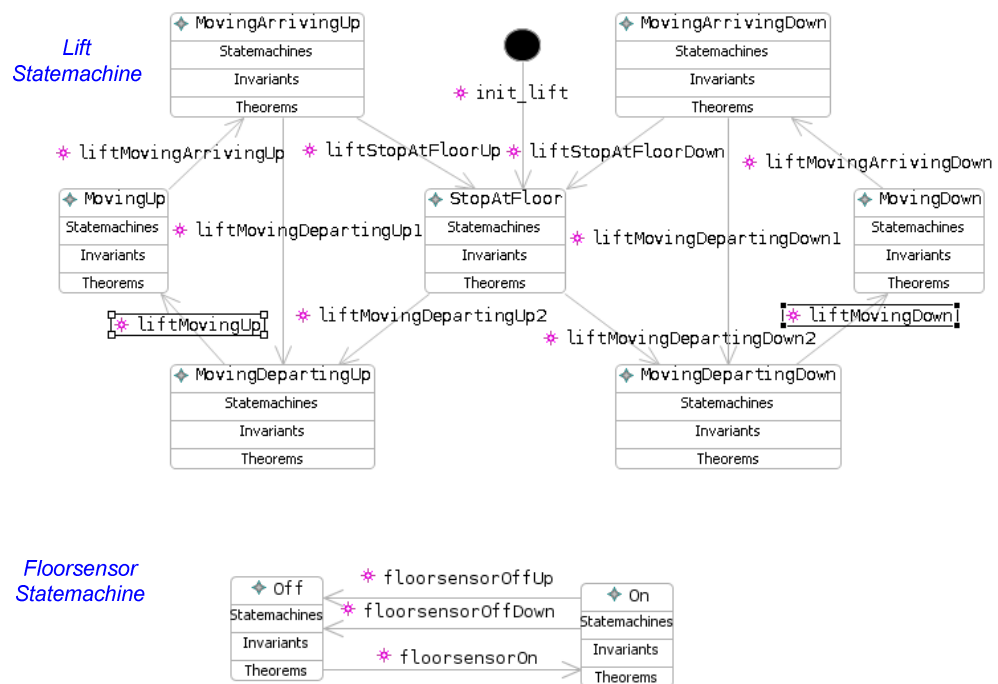 MovingArrivingUp
Statemachines
Invariants
Theorems
MovingArrivingDown
Statemachines
Invariants
Theorems
Lift
Statemachine
init_lift
liftMovingArrivingUp
liftStopAtFloorUp
liftStopAtFloorDown
liftMovingArrivingDown
MovingUp
Statemachines
Invariants
Theorems
StopAtFloor
Statemachines
Invariants
Theorems
MovingDown
Statemachines
Invariants
Theorems
liftMovingDepartingUp1
liftMovingDepartingDown1
liftMovingUp
liftMovingDepartingUp2
liftMovingDepartingDown2
liftMovingDown
MovingDepartingUp
Statemachines
Invariants
Theorems
MovingDepartingDown
Statemachines
Invariants
Theorems
Floorsensor
Statemachine
Off
Statemachines
Invariants
Theorems
floorsensorOffUp
floorsensorOffDown
floorsensorOn
On
Statemachines
Invariants
Theorems